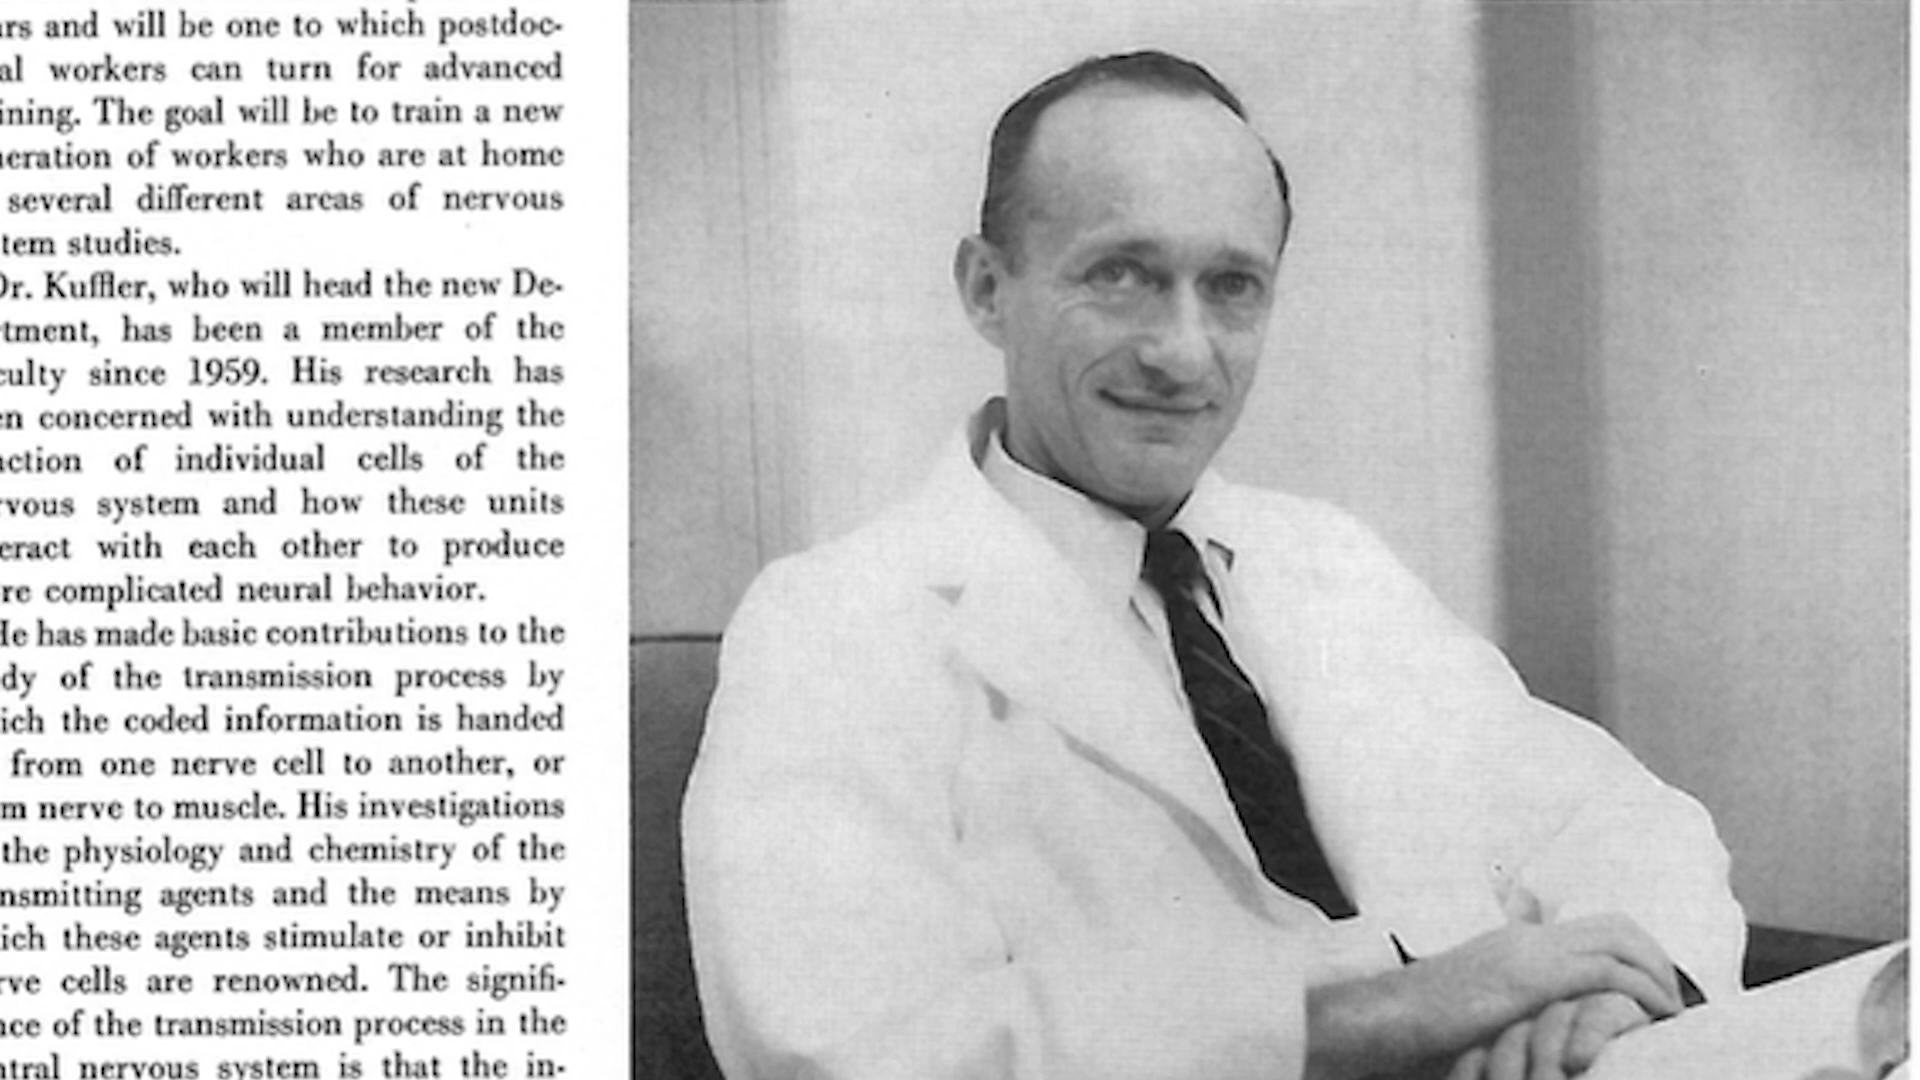 ars and will be one to which postdoc-
al workers can turn for advanced
ining. The goal will be to train a new
neration of workers who are at home
several different areas of nervous
tem studies.
Dr. Kuffler, who will head the new De-
rtment, has been a member of the
culty since 1959. His research has
en concerned with understanding the
nction of individual cells of the
rvous system and how these units
eract with each other to produce
re complicated neural behavior.
He has made basic contributions to the
dy of the transmission process by
ich the coded information is handed
from one nerve cell to another, or
m nerve to muscle. His investigations
the physiology and chemistry of the
nsmitting agents and the means by
ich these agents stimulate or inhibit
rve cells are renowned. The signifi-
nce of the transmission process in the
ntral nervous system is that the in-